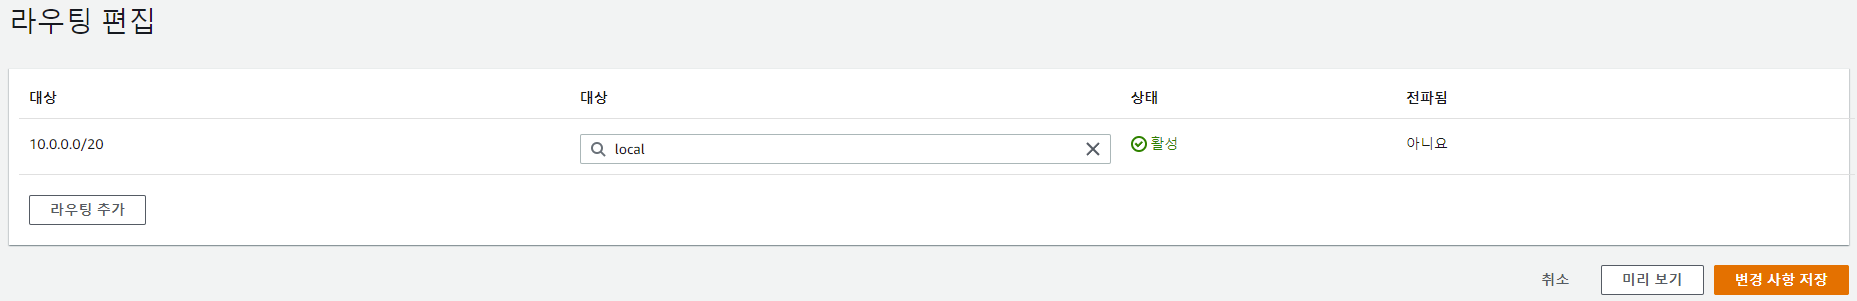 라우팅 편집
대상 대상 상태 전파됨
10.0.0.0/20 local 활성 아니요
라우팅 추가
취소 미리 보기 변경 사항 저장